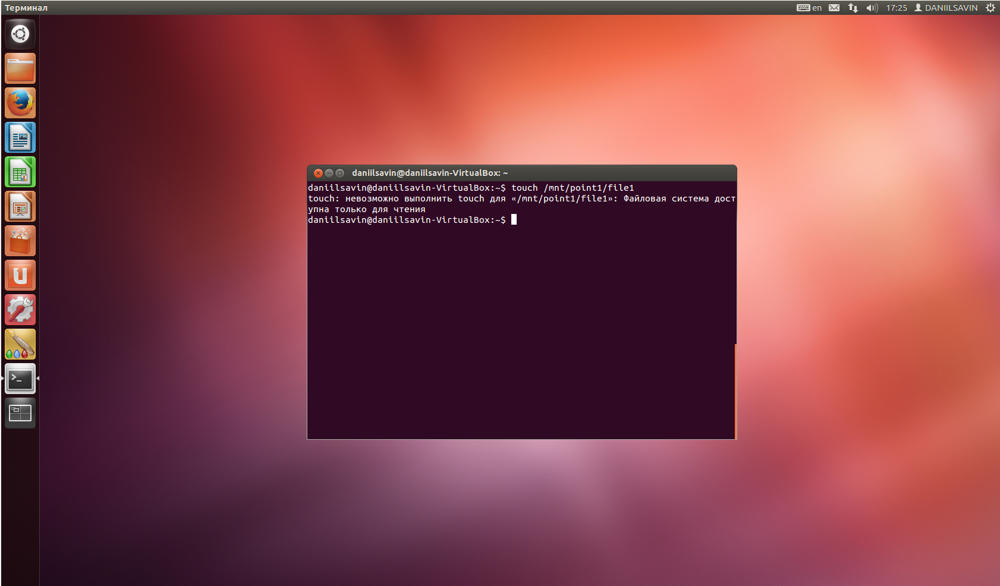 Терминал
en
17:25
DANIILSAVIN
daniilsavin@daniilsavin-VirtualBox: ~
daniilsavin@daniilsavin-VirtualBox:~$ touch /mnt/point1/file1
touch: невозможно выполнить touch для «/mnt/point1/file1»: Файловая система дост
упна только для чтения
daniilsavin@daniilsavin-VirtualBox:~$